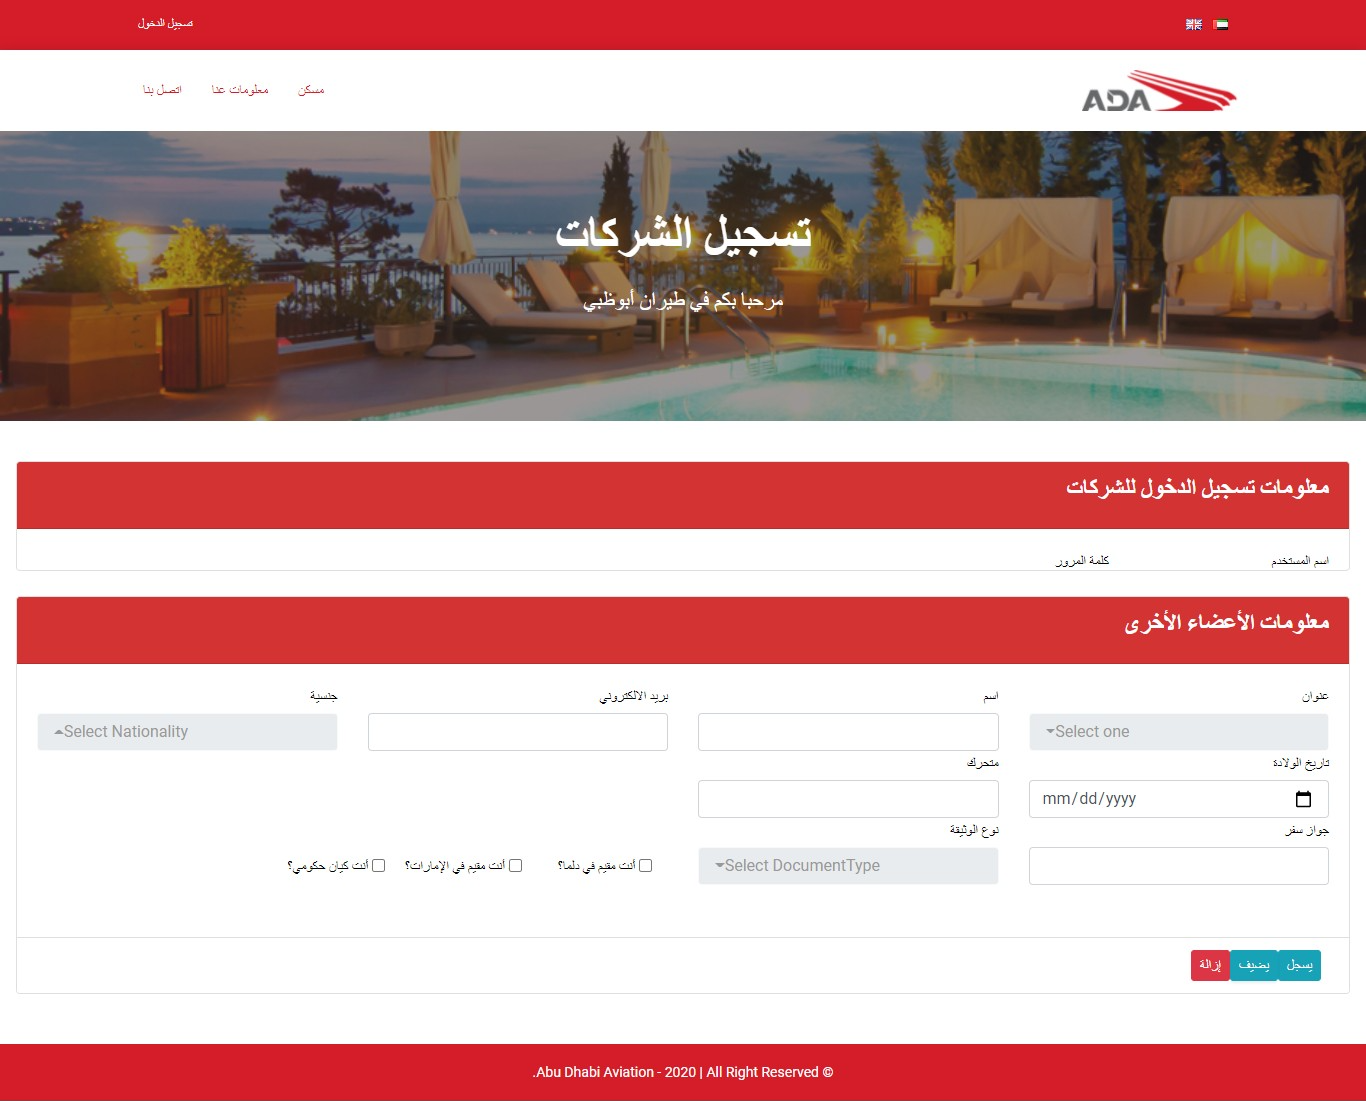 تسجيل الدخول
ADA
مسكن
معلومات عنا
اتصل بنا
تسجيل الشركات
مرحبا بكم في طيران أبوظبي
معلومات تسجيل الدخول للشركات
اسم المستخدم
كلمة المرور
معلومات الأعضاء الأخرى
عنوان
اسم
بريد الالكتروني
جنسية
Select one
Select Nationality
تاريخ الولادة
متحرك
mm/dd/yyyy
جواز سفر
نوع الوثيقة
Select DocumentType
أنت مقيم في دلما؟
أنت مقيم في الإمارات؟
أنت كيان حكومي؟
يسجل
يضيف
إزالة
.Abu Dhabi Aviation - 2020 | All Right Reserved ©